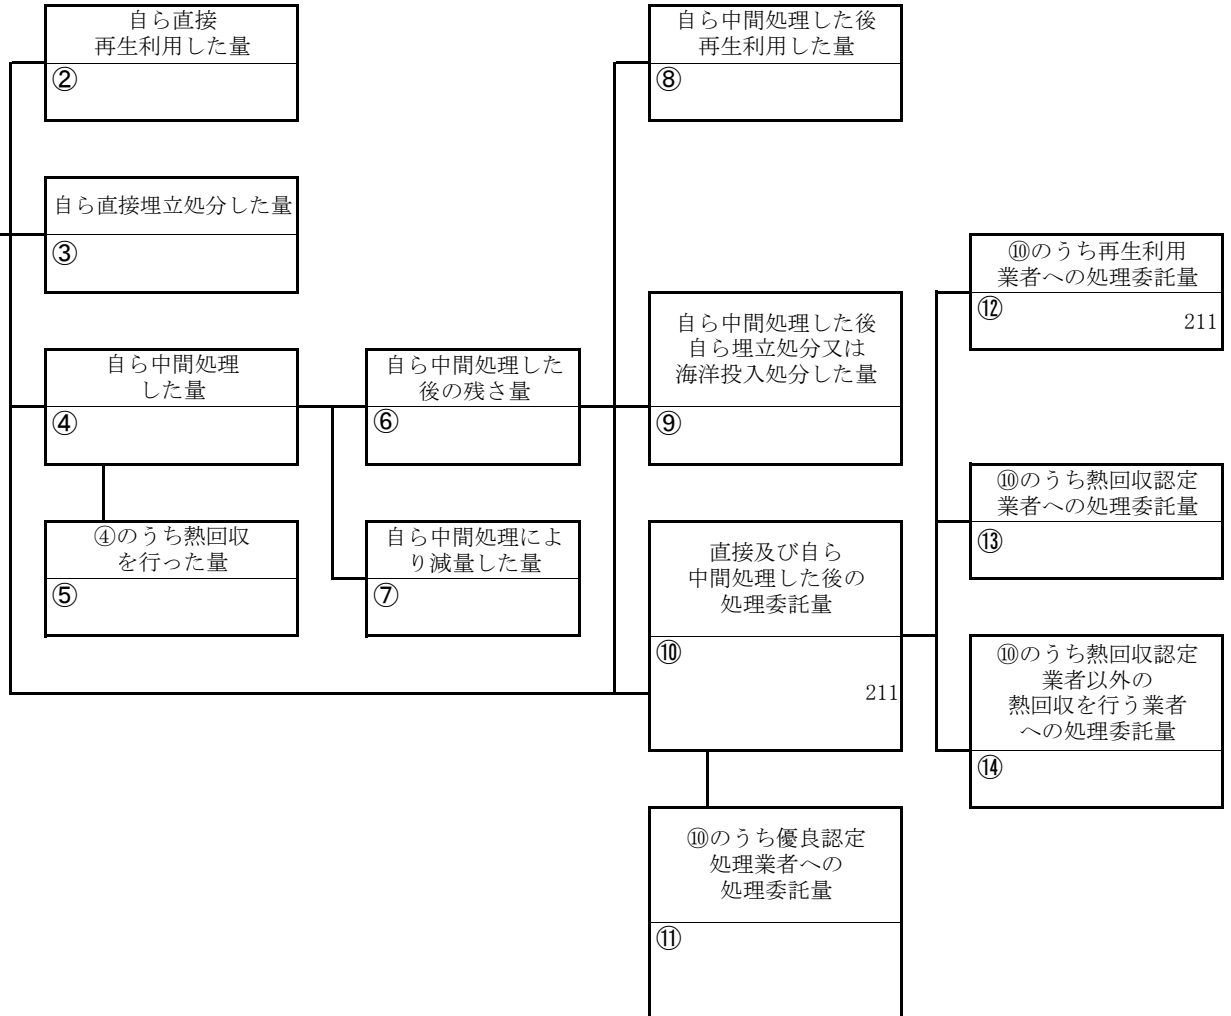 自ら直接
再生利用した量
②
自ら直接埋立処分した量
③
自ら中間処理
した量
④
④のうち熱回収
を行った量
⑤
自ら中間処理した
後の残さ量
⑥
自ら中間処理によ
り減量した量
⑦
自ら中間処理した後
再生利用した量
⑧
自ら中間処理した後
自ら埋立処分又は
海洋投入処分した量
⑨
直接及び自ら
中間処理した後の
処理委託量
⑩
211
⑩のうち優良認定
処理業者への
処理委託量
⑪
⑩のうち再生利用
業者への処理委託量
⑫
211
⑩のうち熱回収認定
業者への処理委託量
⑬
⑩のうち熱回収認定
業者以外の
熱回収を行う業者
への処理委託量
⑭